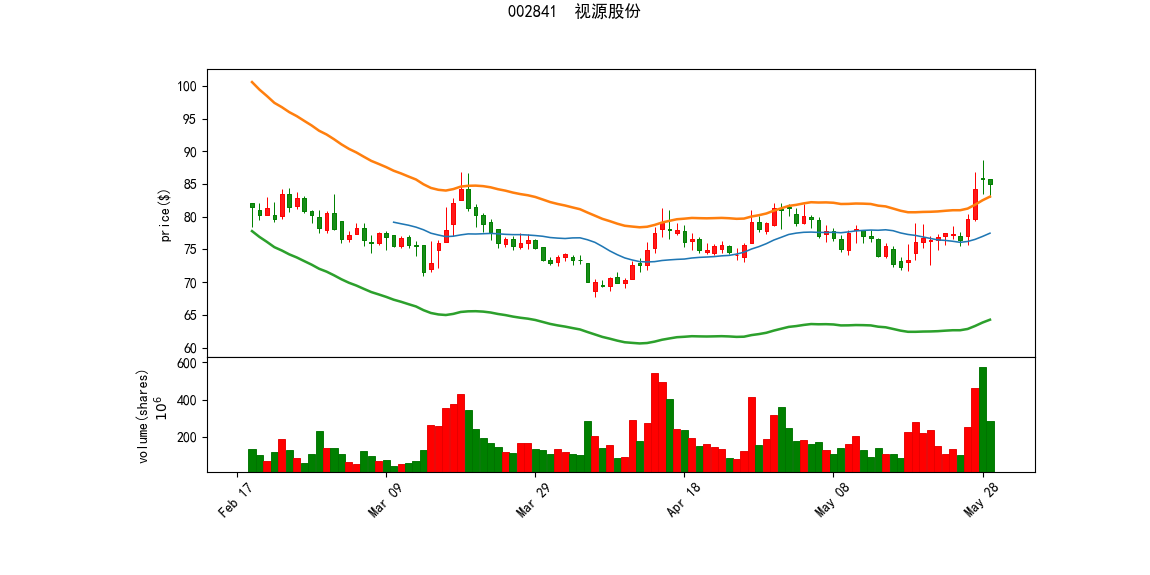 002841 视源股份
100
95
90
85
80
75
70
65
60
price($)
600
400
200
volume(shares)
10^6
Feb 17
Mar 09
Mar 29
Apr 18
May 08
May 28